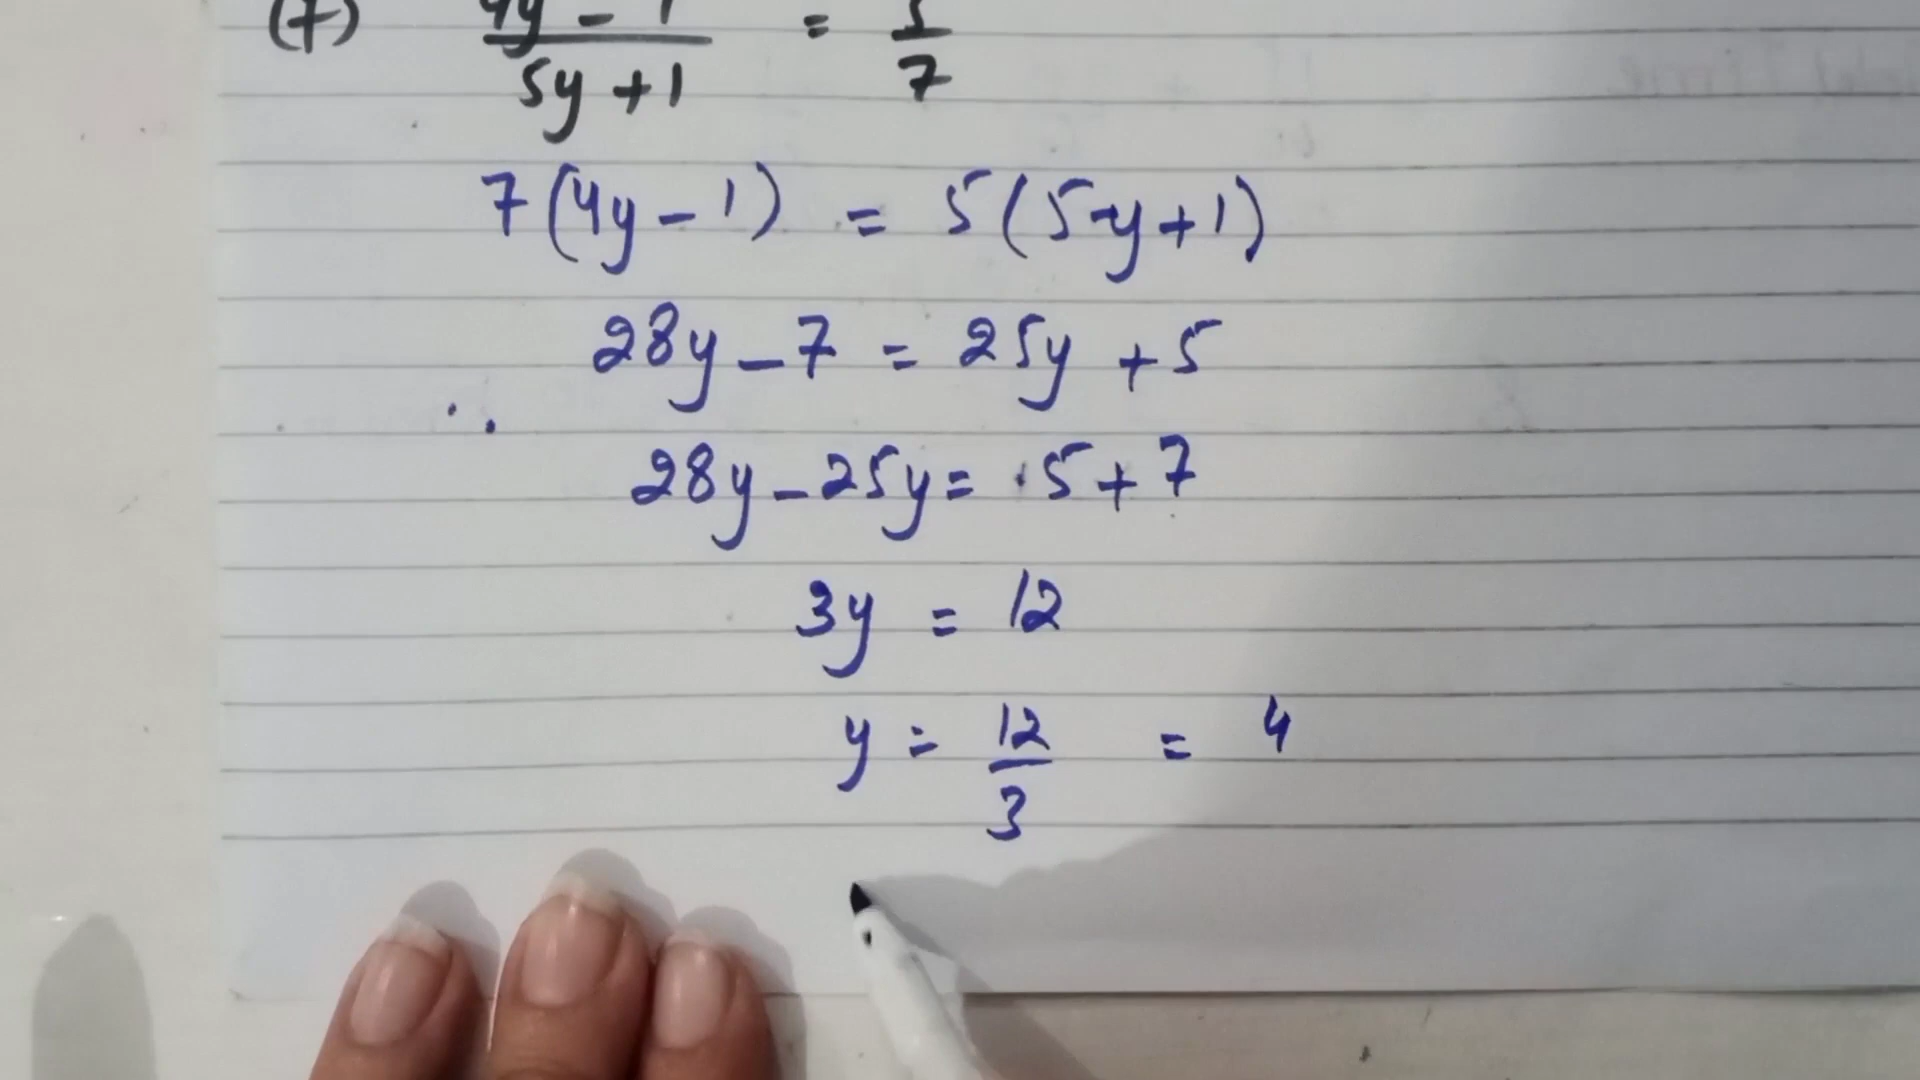 (f) 4y - 1 / 5y + 1 = 5 / 7
7(4y - 1) = 5(5y + 1)
28y - 7 = 25y + 5
28y - 25y = 5 + 7
3y = 12
y = 12 / 3 = 4